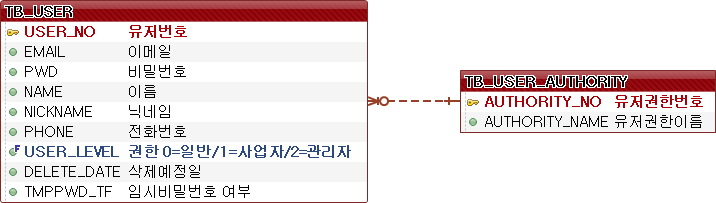 TB_USER
USER_NO 유저번호
EMAIL 이메일
PWD 비밀번호
NAME 이름
NICKNAME 닉네임
PHONE 전화번호
USER_LEVEL 권한 0=일반/1=사업자/2=관리자
DELETE_DATE 삭제예정일
TMPPWD_TF 임시비밀번호 여부
TB_USER_AUTHORITY
AUTHORITY_NO 유저권한번호
AUTHORITY_NAME 유저권한이름